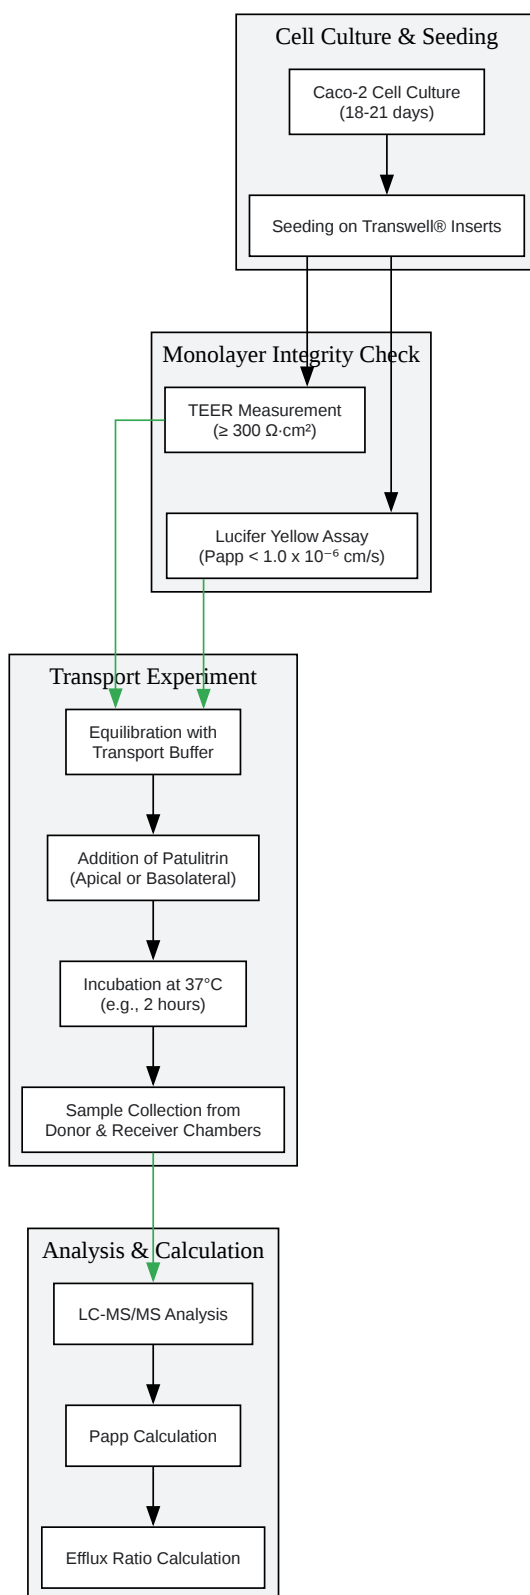 Cell Culture & Seeding
Caco-2 Cell Culture
(18-21 days)
Seeding on Transwell® Inserts
Monolayer Integrity Check
TEER Measurement
(≥ 300 Ω·cm²)
Lucifer Yellow Assay
(Papp < 1.0 x 10⁻⁶ cm/s)
Transport Experiment
Equilibration with
Transport Buffer
Addition of Patulitrin
(Apical or Basolateral)
Incubation at 37°C
(e.g., 2 hours)
Sample Collection from
Donor & Receiver Chambers
Analysis & Calculation
LC-MS/MS Analysis
Papp Calculation
Efflux Ratio Calculation